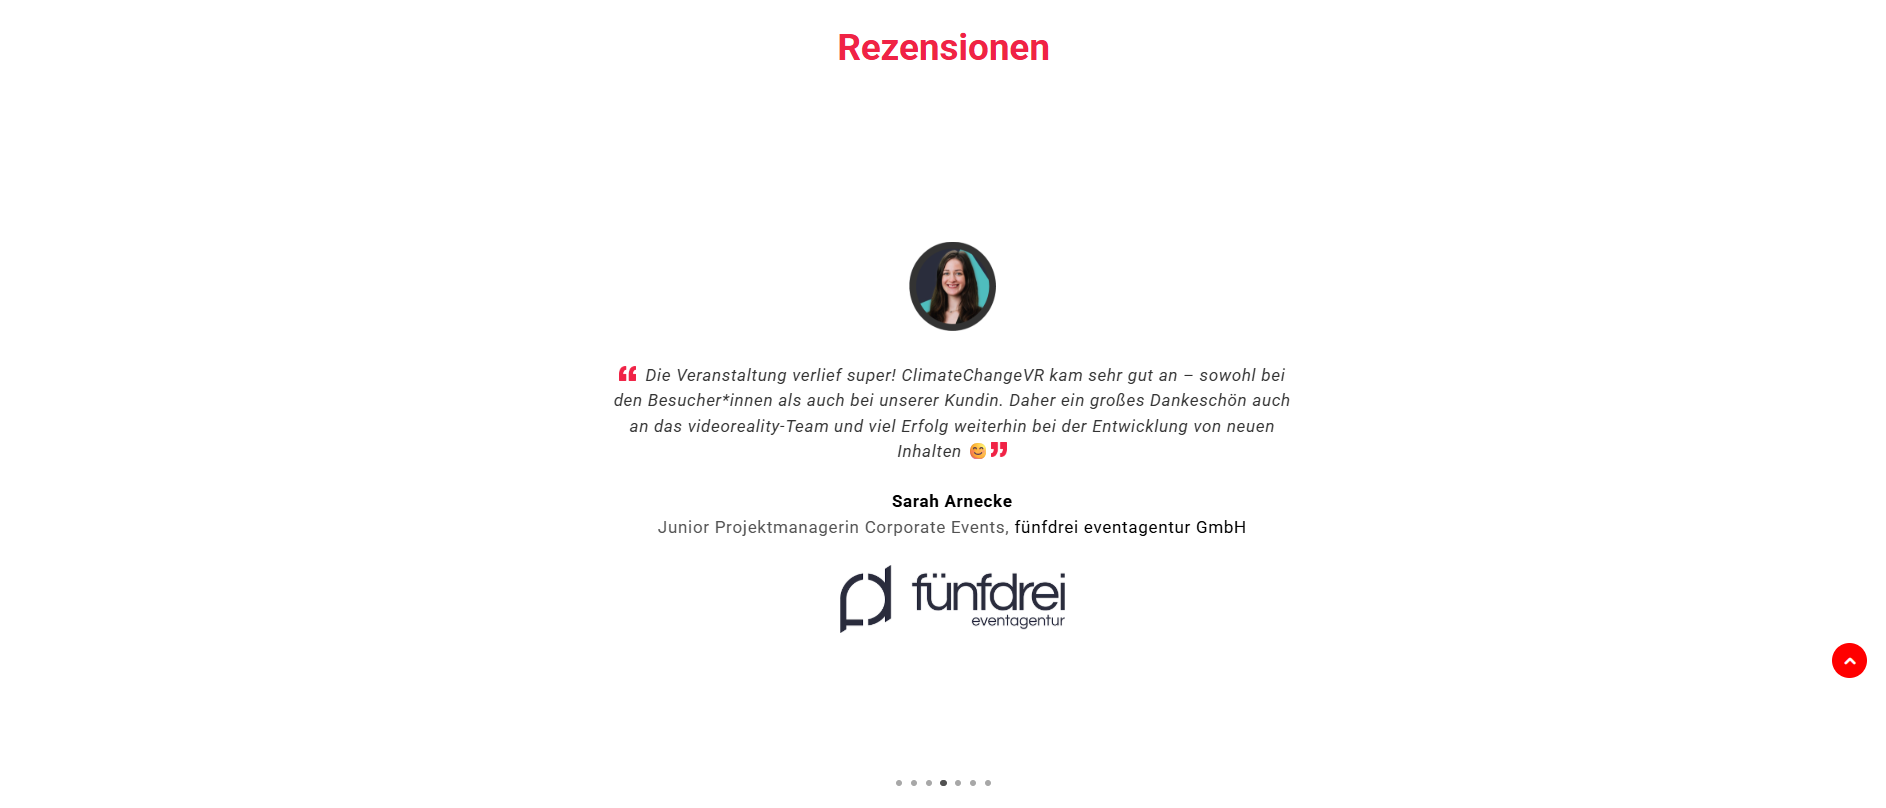 Rezensionen
“ Die Veranstaltung verlief super! ClimateChangeVR kam sehr gut an – sowohl bei
den Besucher*innen als auch bei unserer Kundin. Daher ein großes Dankeschön auch
an das videoreality-Team und viel Erfolg weiterhin bei der Entwicklung von neuen
Inhalten 😊”
Sarah Arnecke
Junior Projektmanagerin Corporate Events, fünfdrei eventagentur GmbH
fünfdrei
eventagentur